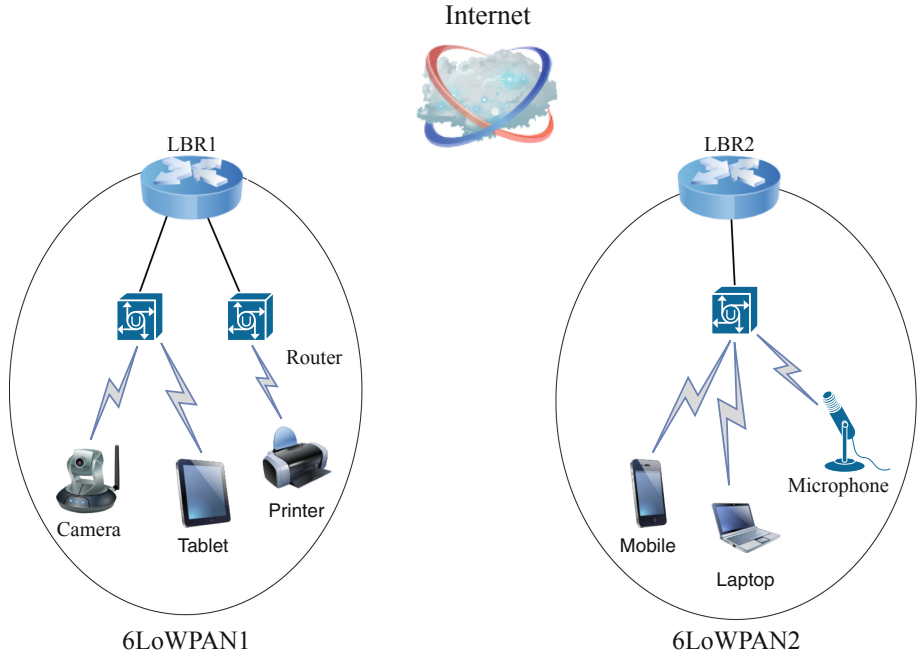 Internet
LBR1
LBR2
Router
Camera
Tablet
Printer
Mobile
Laptop
Microphone
6LoWPAN1
6LoWPAN2